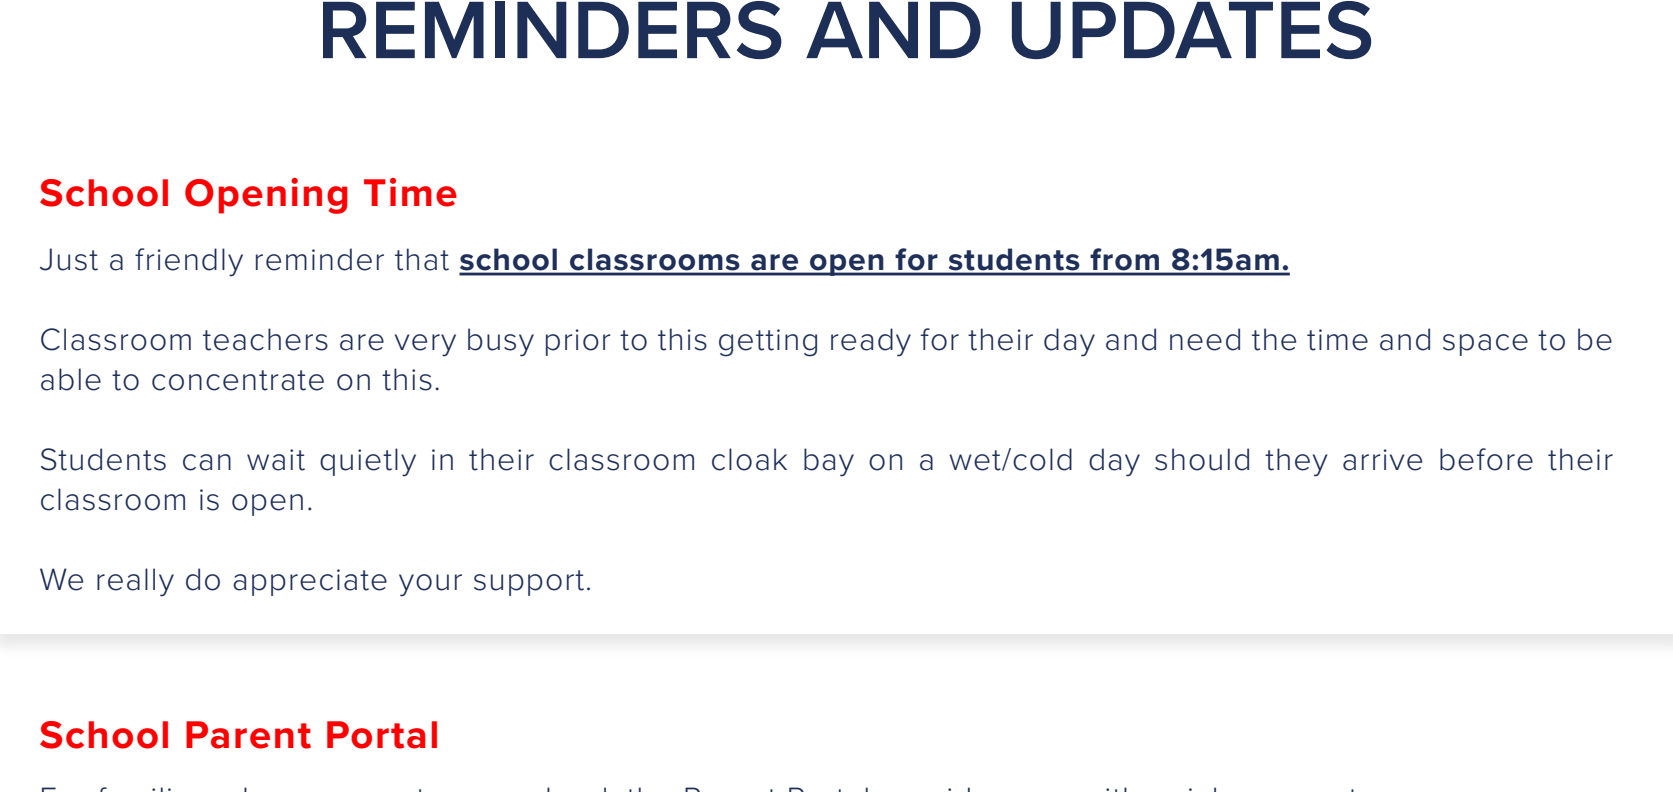 REMINDERS AND UPDATES
School Opening Time
Just a friendly reminder that school classrooms are open for students from 8:15am.
Classroom teachers are very busy prior to this getting ready for their day and need the time and space to be
able to concentrate on this.
Students can wait quietly in their classroom cloak bay on a wet/cold day should they arrive before their
classroom is open.
We really do appreciate your support.
School Parent Portal